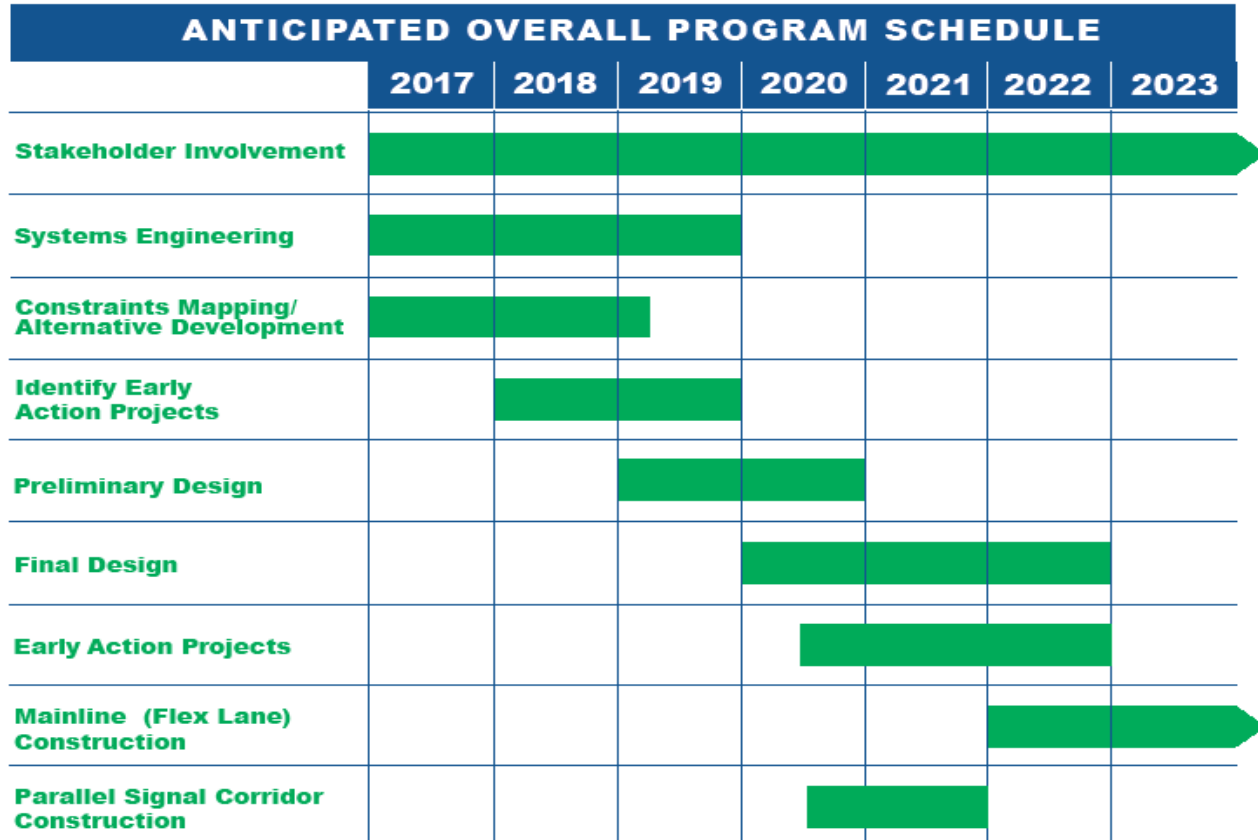 ANTICIPATED OVERALL PROGRAM SCHEDULE
2017 2018 2019 2020 2021 2022 2023
Stakeholder Involvement
Systems Engineering
Constraints Mapping/
Alternative Development
Identify Early
Action Projects
Preliminary Design
Final Design
Early Action Projects
Mainline (Flex Lane)
Construction
Parallel Signal Corridor
Construction